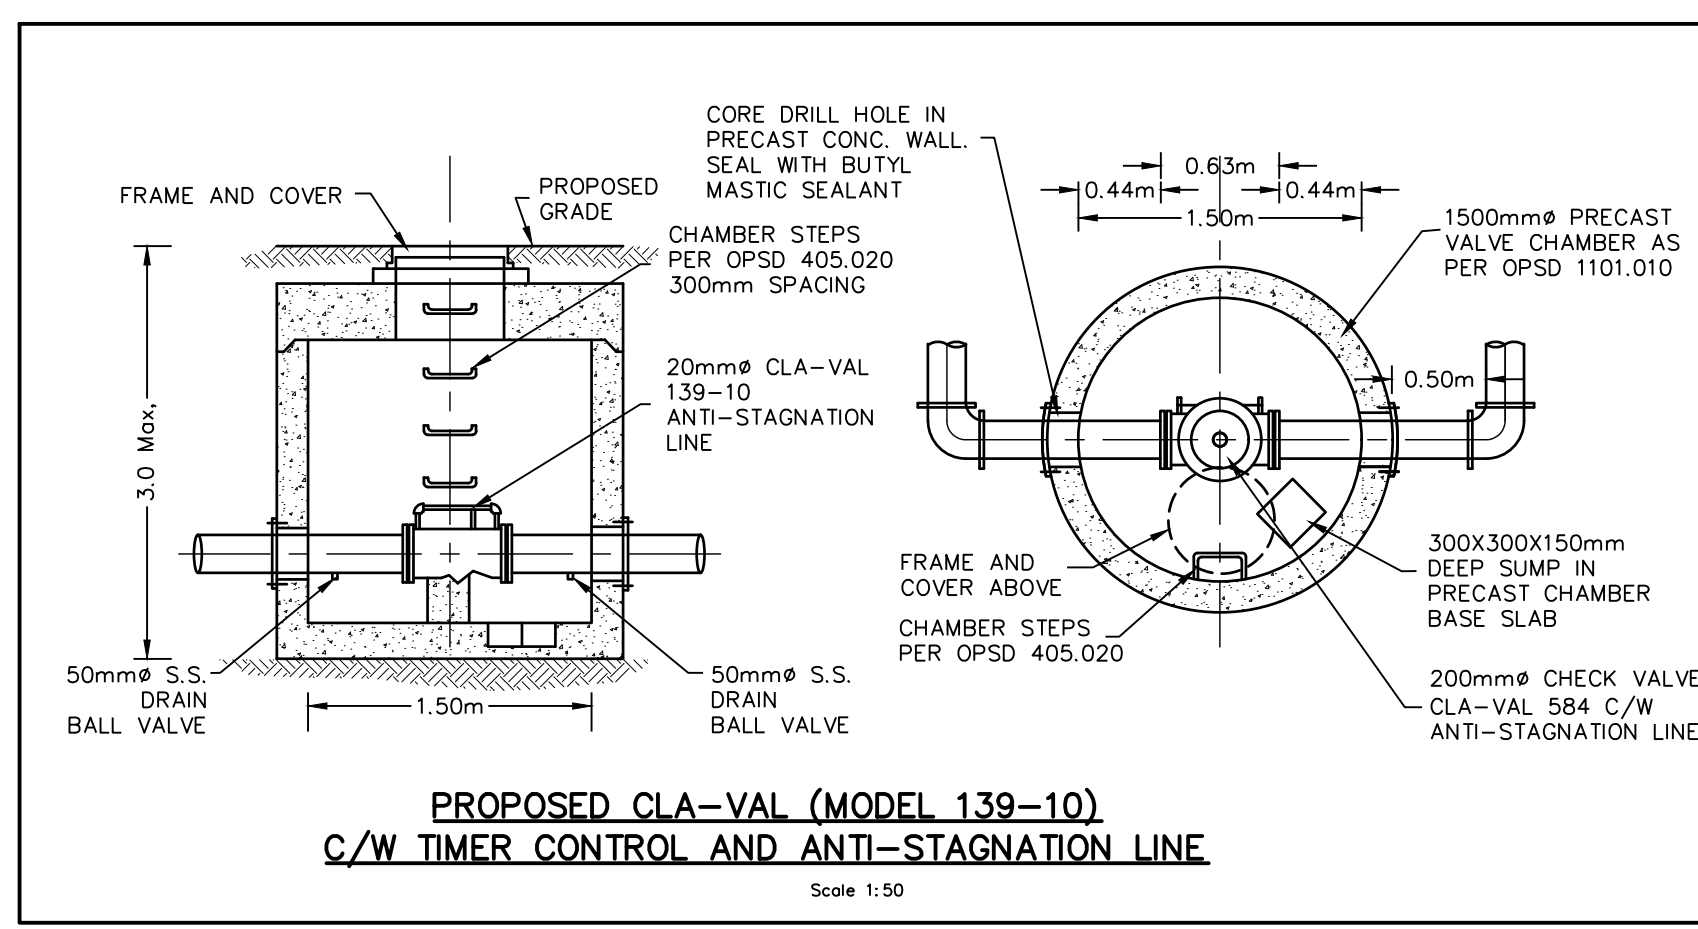 FRAME AND COVER
PROPOSED
GRADE
CHAMBER STEPS
PER OPSD 405.020
300mm SPACING
20mmø CLA-VAL
139-10
ANTI-STAGNATION
LINE
3.0 Max,
50mmø S.S.
DRAIN
BALL VALVE
1.50m
50mmø S.S.
DRAIN
BALL VALVE
CORE DRILL HOLE IN
PRECAST CONC. WALL.
SEAL WITH BUTYL
MASTIC SEALANT
0.63m
0.44m
0.44m
1.50m
1500mmø PRECAST
VALVE CHAMBER AS
PER OPSD 1101.010
0.50m
FRAME AND
COVER ABOVE
CHAMBER STEPS
PER OPSD 405.020
300X300X150mm
DEEP SUMP IN
PRECAST CHAMBER
BASE SLAB
200mmø CHECK VALVE
CLA-VAL 584 C/W
ANTI-STAGNATION LINE
PROPOSED CLA-VAL (MODEL 139-10)
C/W TIMER CONTROL AND ANTI-STAGNATION LINE
Scale 1:50